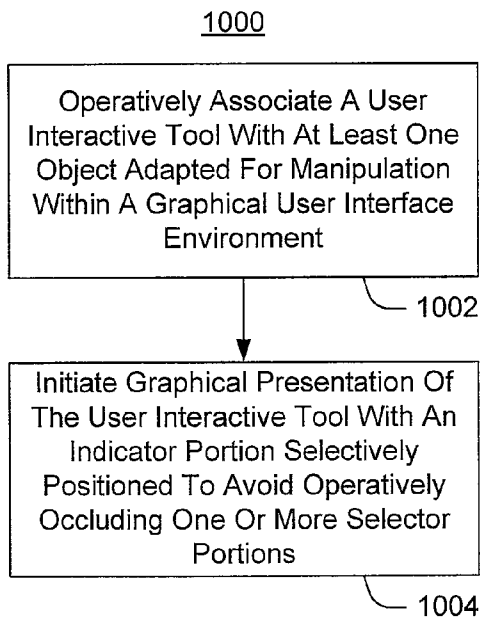 1000
Operatively Associate A User
Interactive Tool With At Least One
Object Adapted For Manipulation
Within A Graphical User Interface
Environment
1002
Initiate Graphical Presentation Of
The User Interactive Tool With An
Indicator Portion Selectively
Positioned To Avoid Operatively
Occluding One Or More Selector
Portions
1004